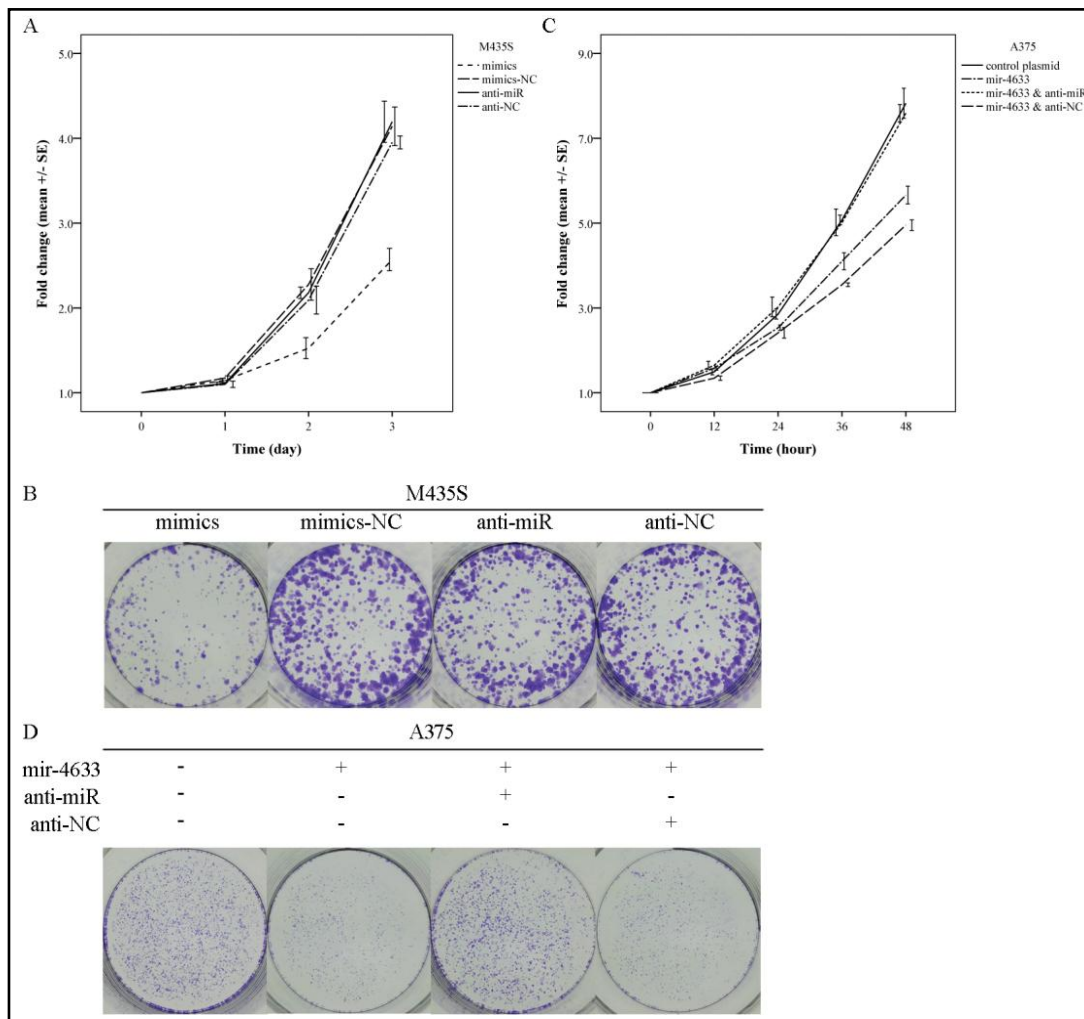 A
M435S
mimics
mimics-NC
anti-miR
anti-NC
5.0
4.0
3.0
2.0
1.0
Fold change (mean +/- SE)
0 1 2 3
Time (day)
C
A375
control plasmid
mir-4633
mir-4633 & anti-miR
mir-4633 & anti-NC
9.0
7.0
5.0
3.0
1.0
Fold change (mean +/- SE)
0 12 24 36 48
Time (hour)
B
M435S
mimics mimics-NC anti-miR anti-NC
D
A375
mir-4633 - + + +
anti-miR - - + -
anti-NC - - - +